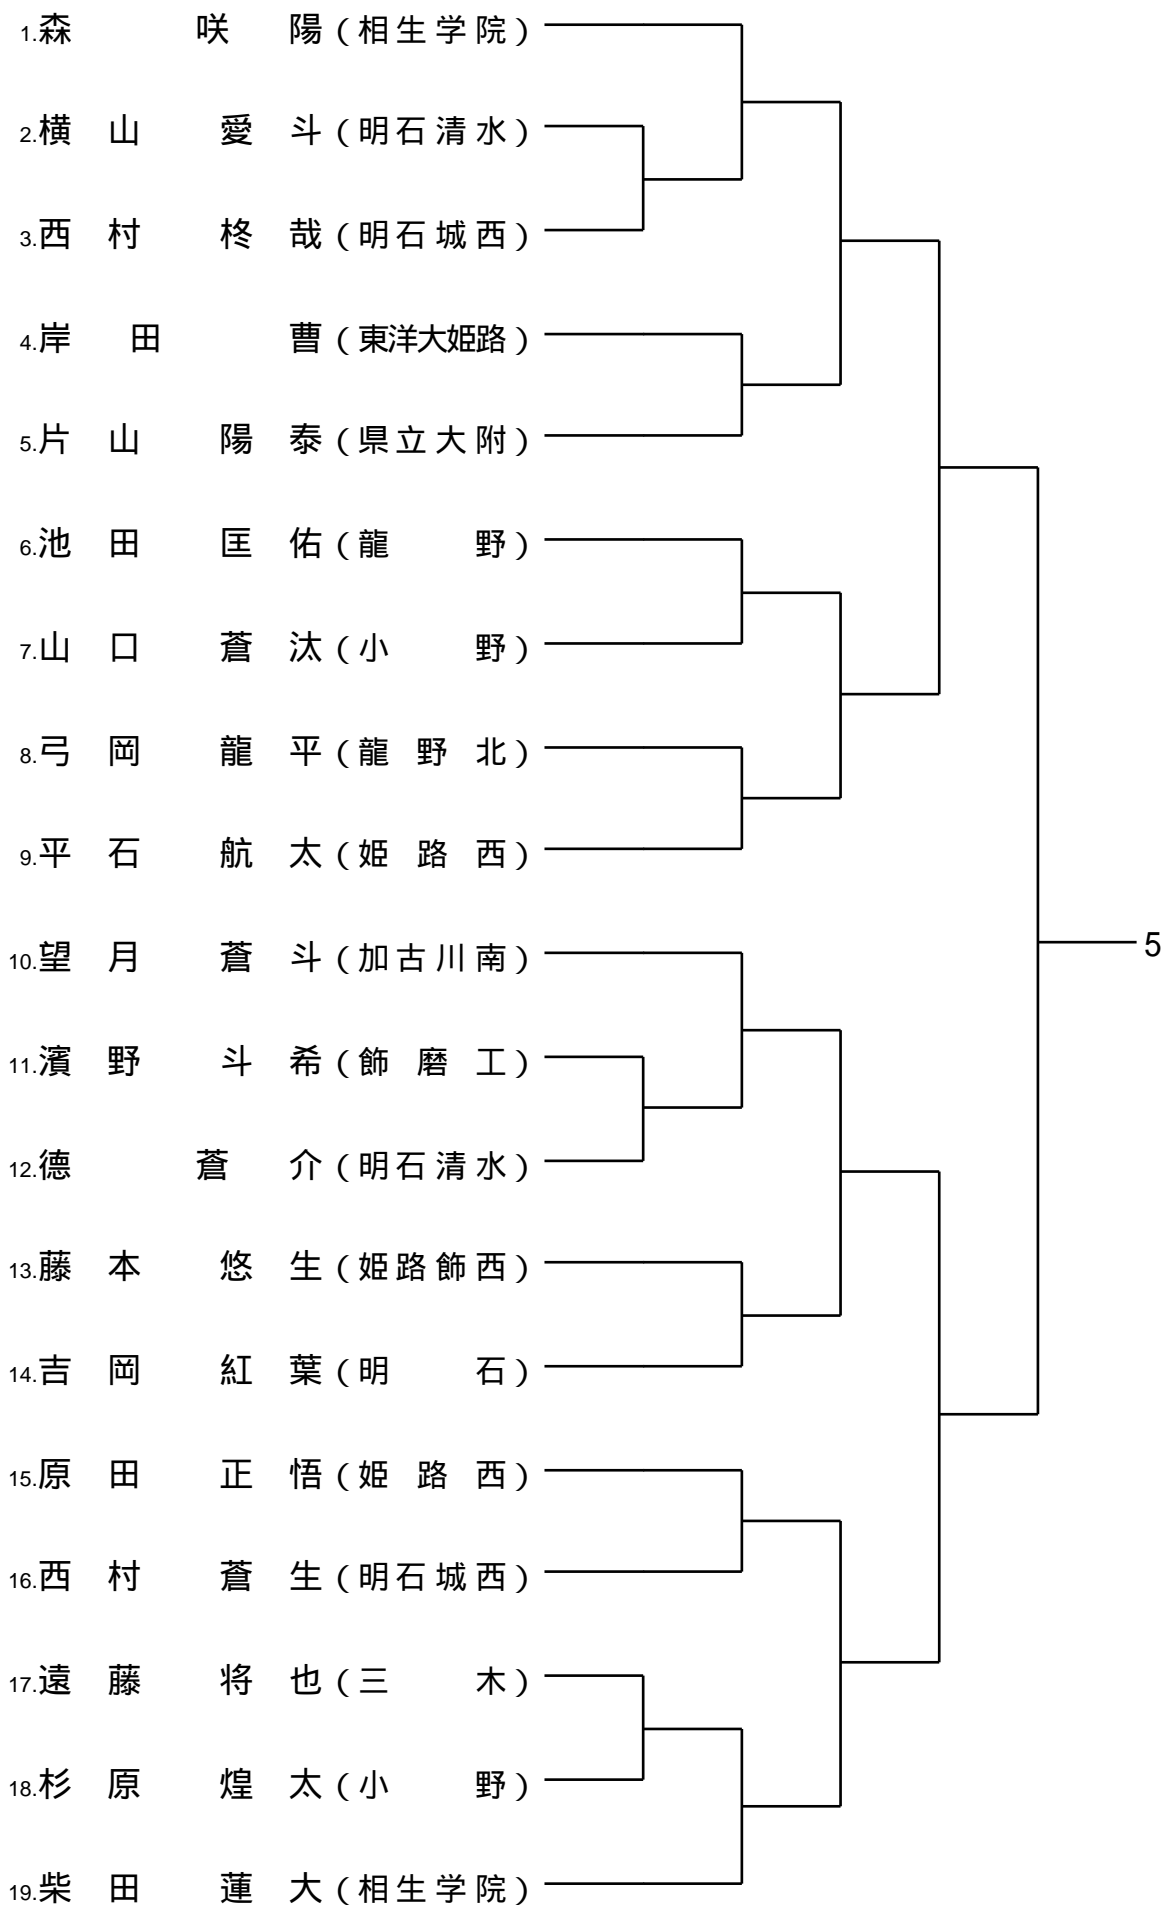 1.森 咲 陽(相生学院)
2.横 山 愛 斗(明石清水)
3.西 村 柊 哉(明石城西)
4.岸 田 曹(東洋大姫路)
5.片 山 陽 泰(県立大附)
6.池 田 匡 佑(龍 野)
7.山 口 蒼 汰(小 野)
8.弓 岡 龍 平(龍 野 北)
9.平 石 航 太(姫 路 西)
5
10.望 月 蒼 斗(加古川南)
11.濱 野 斗 希(飾 磨 工)
12.德 蒼 介(明石清水)
13.藤 本 悠 生(姫路飾西)
14.吉 岡 紅 葉(明 石)
15.原 田 正 悟(姫 路 西)
16.西 村 蒼 生(明石城西)
17.遠 藤 将 也(三 木)
18.杉 原 煌 太(小 野)
19.柴 田 蓮 大(相生学院)